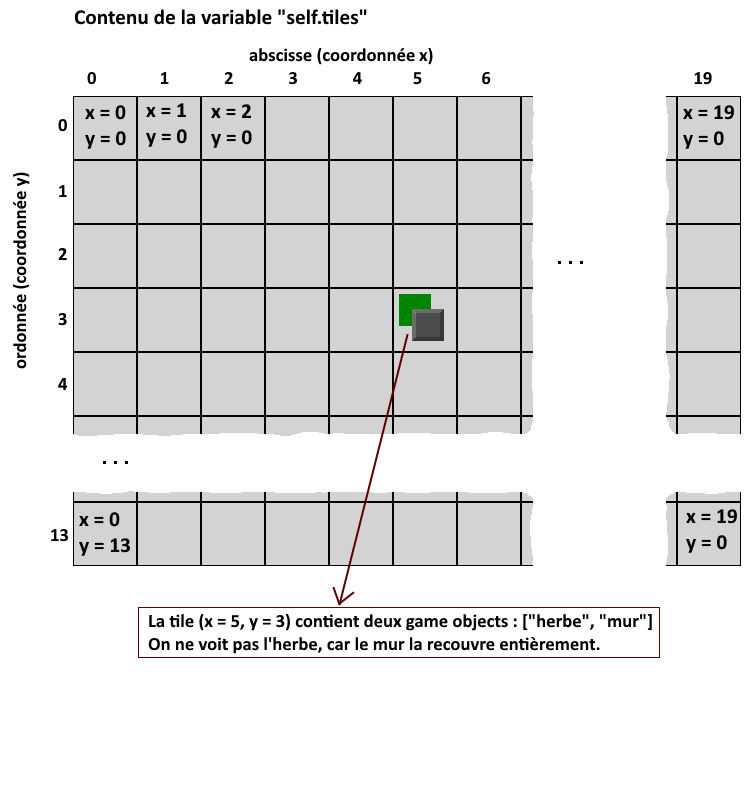 Contenu de la variable "self.tiles"
abscisse (coordonnée x)
0 1 2 3 4 5 6 19
ordonnée (coordonnée y)
0
x = 0
y = 0
x = 1
y = 0
x = 2
y = 0
x = 19
y = 0
1
2
...
3
4
...
13
x = 0
y = 13
x = 19
y = 0
La tile (x = 5, y = 3) contient deux game objects : ["herbe", "mur"]
On ne voit pas l'herbe, car le mur la recouvre entièrement.